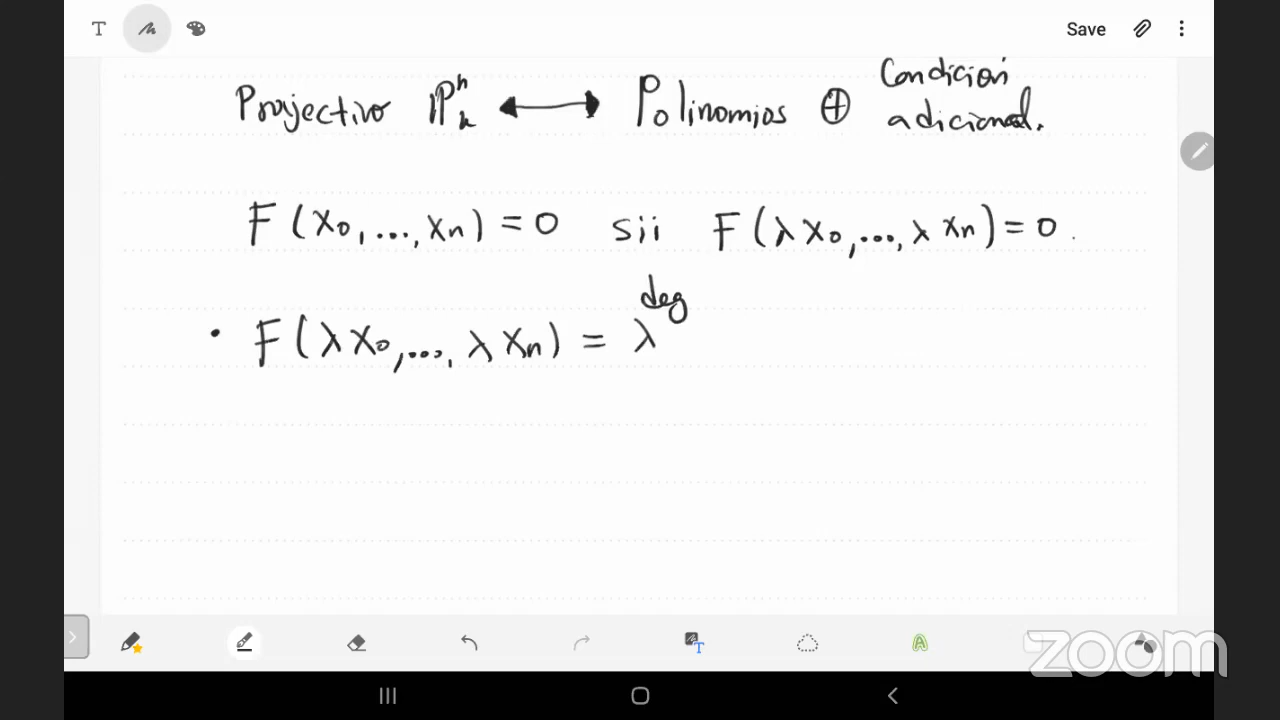 T
Save
Projectivo ℙⁿₖ ⟷ Polinomios ⊕ Condición adicional.
F(x₀,...,xₙ) = 0 sii F(λx₀,...,λxₙ) = 0.
• F(λx₀,...,λxₙ) = λ^deg
T
A
zoom